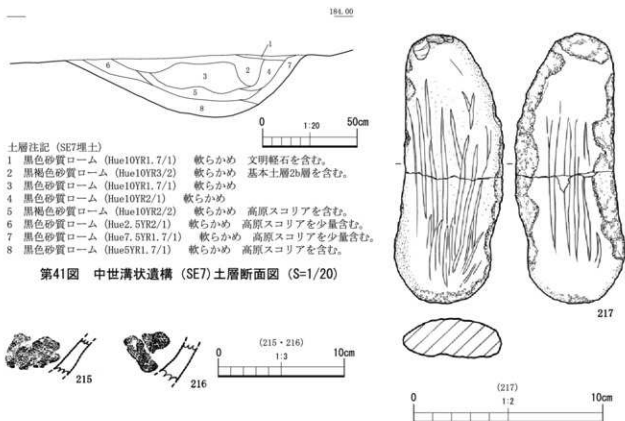 184.00
1
6
3
2
4
7
5
8
0
1:20
50cm
土層注記 (SE7埋土)
1 黒色砂質ローム (Hue10YR1.7/1) 軟らかめ 文明軽石を含む。
2 黒褐色砂質ローム (Hue10YR3/2) 軟らかめ 基本土層2b層を含む。
3 黒色砂質ローム (Hue10YR1.7/1) 軟らかめ
4 黒色砂質ローム (Hue10YR2/1) 軟らかめ
5 黒褐色砂質ローム (Hue10YR2/2) 軟らかめ 高原スコリアを含む。
6 黒色砂質ローム (Hue2.5YR2/1) 軟らかめ 高原スコリアを少量含む。
7 黒色砂質ローム (Hue7.5YR1.7/1) 軟らかめ 高原スコリアを少量含む。
8 黒色砂質ローム (Hue5YR1.7/1) 軟らかめ 高原スコリアを含む。
第41図 中世溝状遺構 (SE7) 土層断面図 (S=1/20)
215
216
(215・216)
0
1:3
10cm
217
(217)
0
1:2
10cm